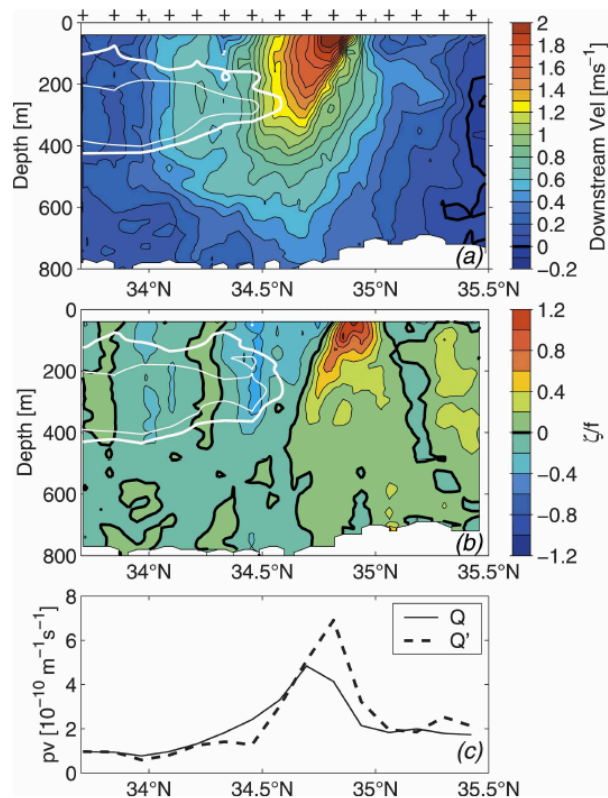 + + + + + + + + + + + + + + +
0
200
400
600
800
Depth [m]
34°N
34.5°N
35°N
35.5°N
(a)
2
1.8
1.6
1.4
1.2
1
0.8
0.6
0.4
0.2
0
−0.2
Downstream Vel [ms⁻¹]
0
200
400
600
800
Depth [m]
34°N
34.5°N
35°N
35.5°N
(b)
1.2
0.8
0.4
0
−0.4
−0.8
−1.2
ζ/f
8
6
4
2
0
pv [10⁻¹⁰ m⁻¹s⁻¹]
Q
Q'
34°N
34.5°N
35°N
35.5°N
(c)